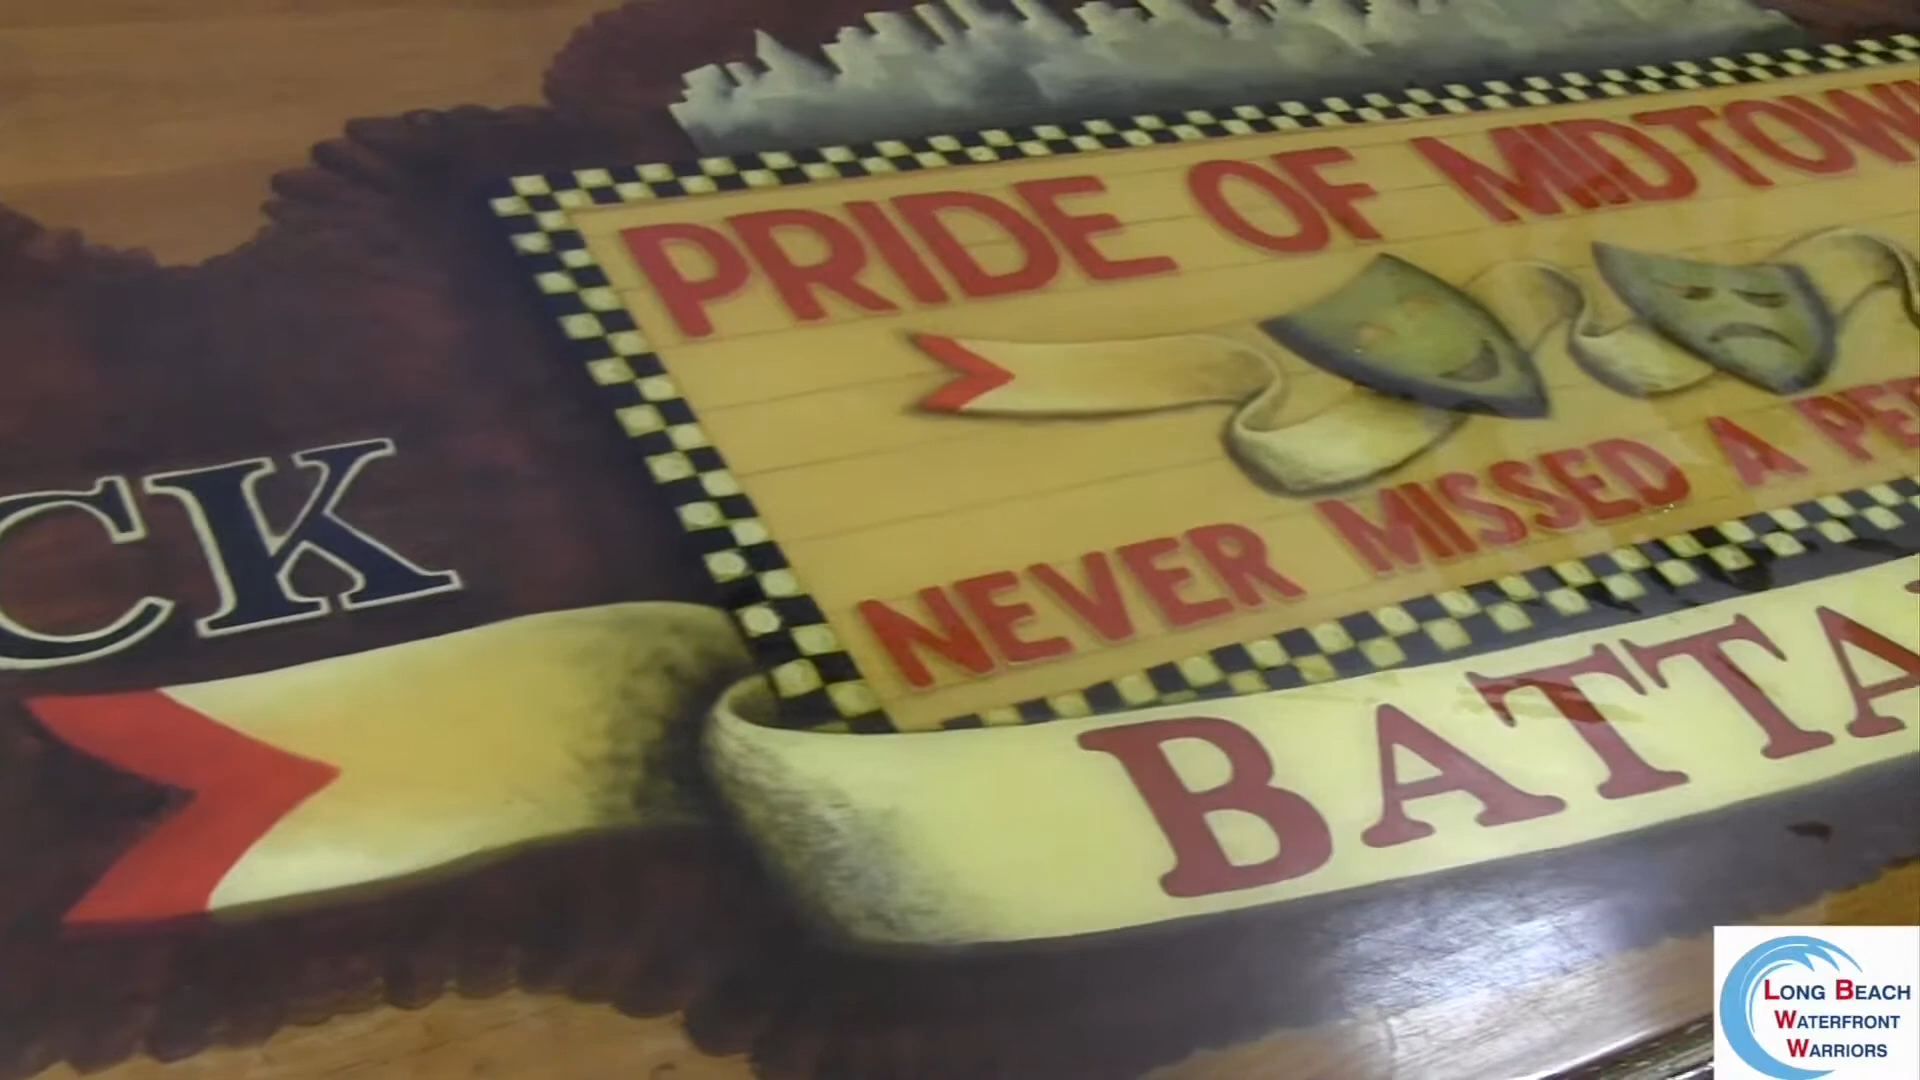 PRIDE OF MIDTOW
NEVER MISSED A PE
CK
BATTA
LONG BEACH
WATERFRONT
WARRIORS